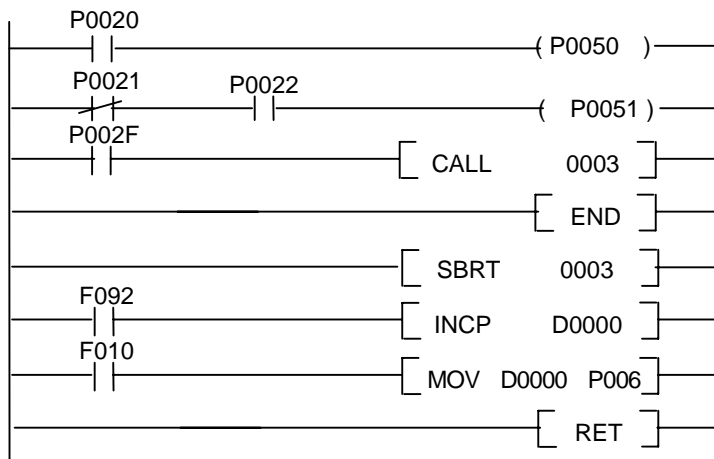 P0020
( P0050 )
P0021 P0022
( P0051 )
P002F
CALL 0003
END
SBRT 0003
F092
INCP D0000
F010
MOV D0000 P006
RET